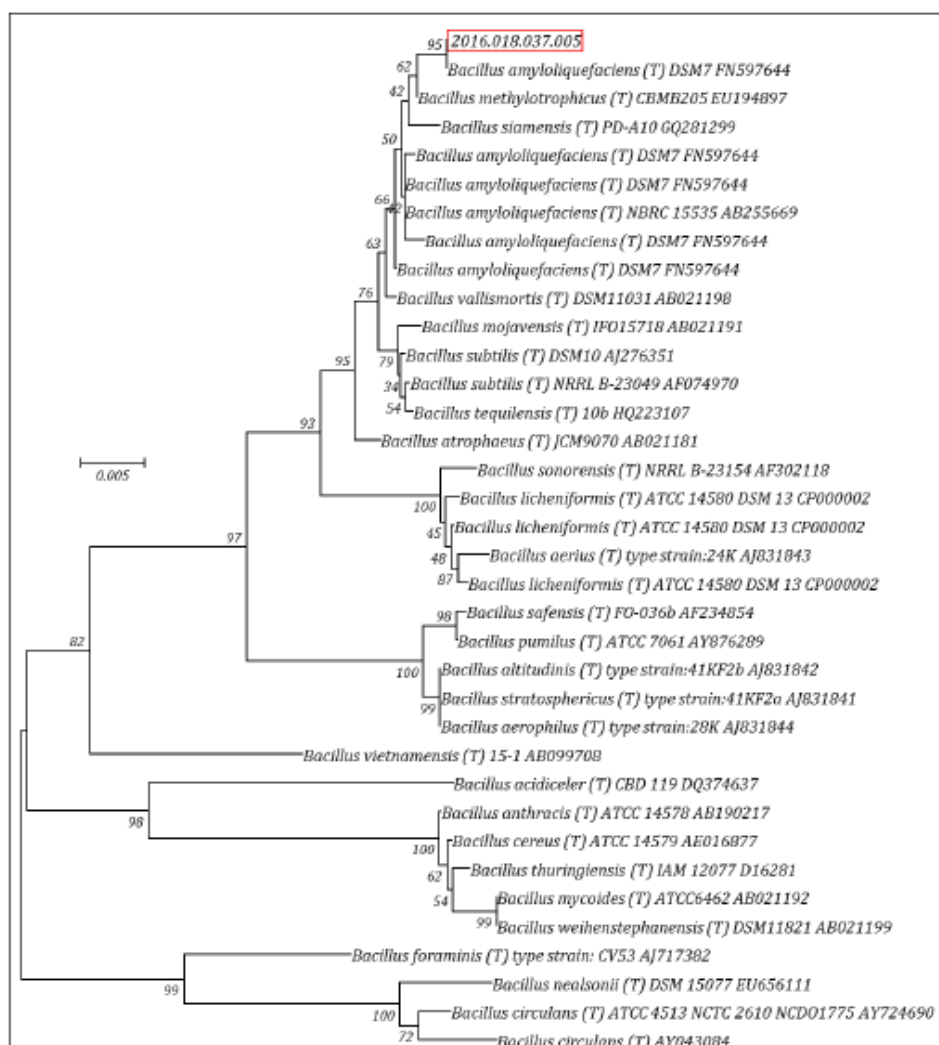 2016.018.037.005
95
Bacillus amyloliquefaciens (T) DSM7 FN597644
62
Bacillus methylotrophicus (T) CBMB205 EU194897
42
Bacillus siamensis (T) PD-A10 GQ281299
50
Bacillus amyloliquefaciens (T) DSM7 FN597644
Bacillus amyloliquefaciens (T) DSM7 FN597644
66
Bacillus amyloliquefaciens (T) NBRC 15535 AB255669
Bacillus amyloliquefaciens (T) DSM7 FN597644
63
Bacillus amyloliquefaciens (T) DSM7 FN597644
76
Bacillus vallismortis (T) DSM11031 AB021198
Bacillus mojavensis (T) IFO15718 AB021191
79
95
Bacillus subtilis (T) DSM10 AJ276351
34
Bacillus subtilis (T) NRRL B-23049 AF074970
54
Bacillus tequilensis (T) 10b HQ223107
93
Bacillus atrophaeus (T) JCM9070 AB021181
0.005
Bacillus sonorensis (T) NRRL B-23154 AF302118
100
Bacillus licheniformis (T) ATCC 14580 DSM 13 CP000002
45
Bacillus licheniformis (T) ATCC 14580 DSM 13 CP000002
97
48
Bacillus aerius (T) type strain:24K AJ831843
87
Bacillus licheniformis (T) ATCC 14580 DSM 13 CP000002
98
Bacillus safensis (T) FO-036b AF234854
82
Bacillus pumilus (T) ATCC 7061 AY876289
100
Bacillus altitudinis (T) type strain:41KF2b AJ831842
Bacillus stratosphericus (T) type strain:41KF2a AJ831841
99
Bacillus aerophilus (T) type strain:28K AJ831844
Bacillus vietnamensis (T) 15-1 AB099708
Bacillus acidiceler (T) CBD 119 DQ374637
98
Bacillus anthracis (T) ATCC 14578 AB190217
100
Bacillus cereus (T) ATCC 14579 AE016877
62
Bacillus thuringiensis (T) IAM 12077 D16281
54
Bacillus mycoides (T) ATCC6462 AB021192
99
Bacillus weihenstephanensis (T) DSM11821 AB021199
Bacillus foraminis (T) type strain: CV53 AJ717382
99
Bacillus nealsonii (T) DSM 15077 EU656111
100
Bacillus circulans (T) ATCC 4513 NCTC 2610 NCDO1775 AY724690
72
Bacillus circulans (T) AY043084